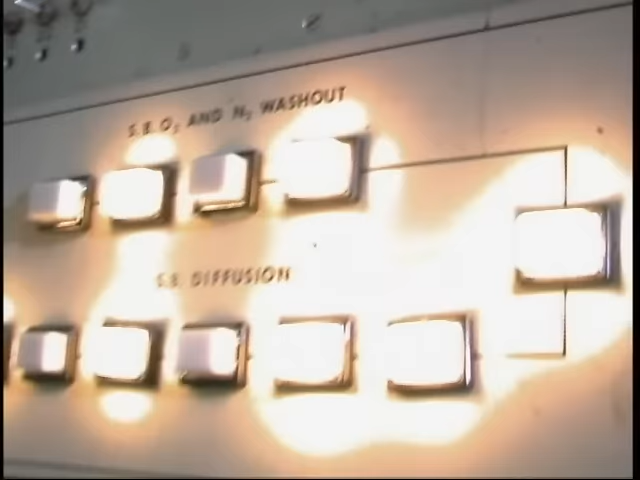 S.B. O₂ AND N₂ WASHOUT
S.B. DIFFUSION